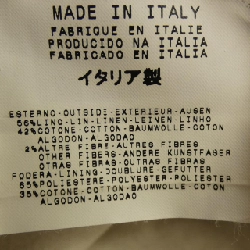 MADE IN ITALY
FABRIQUE EN ITALIE
PRODUCIDO NA ITALIA
FABRICADO EN ITALIA
イタリア製
ESTERNO-OUTSIDE-EXTERIEUR-AUSEN
56%LINO-LIN-LINEN-LEINEN LINHO
42%COTONE-COTTON-BAUMWOLLE-COTON
ALGODON-ALGODAO
2%ALTRE FIBRE-AUTRES FIBRES
OTHER FIBERS-ANDERE KUNSTFASER
OTRAS FIBRAS-OUTRAS FIBRAS
FODERA-LINING-DOUBLURE-GEFUTTER
65%POLIESTERE-POLYESTER-POLIESTER
35%COTONE-COTTON-BAUMWOLLE-COTON
ALGODON-ALGODAO